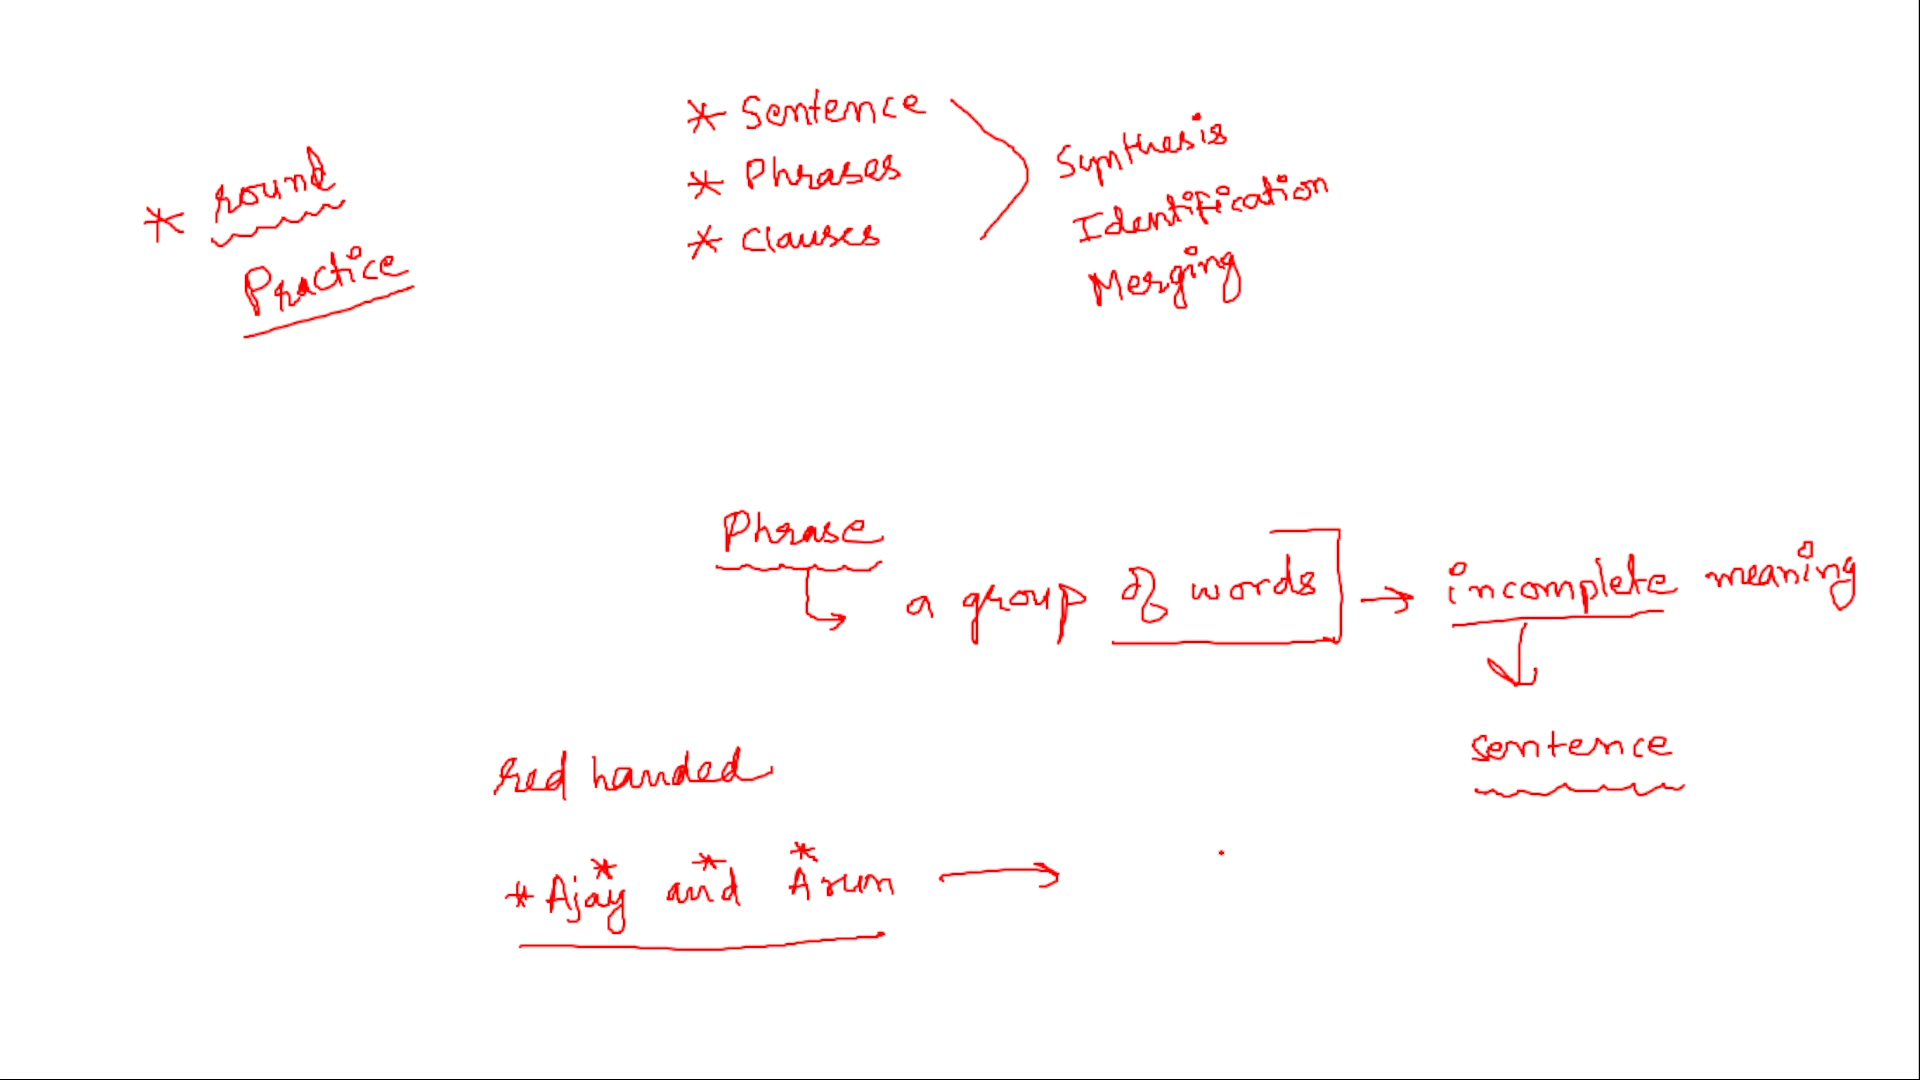 * round
Practice
* Sentence
* Phrases
* Clauses
Synthesis
Identification
Merging
Phrase
a group of words → incomplete meaning
sentence
red handed
* Ajay and Arun →